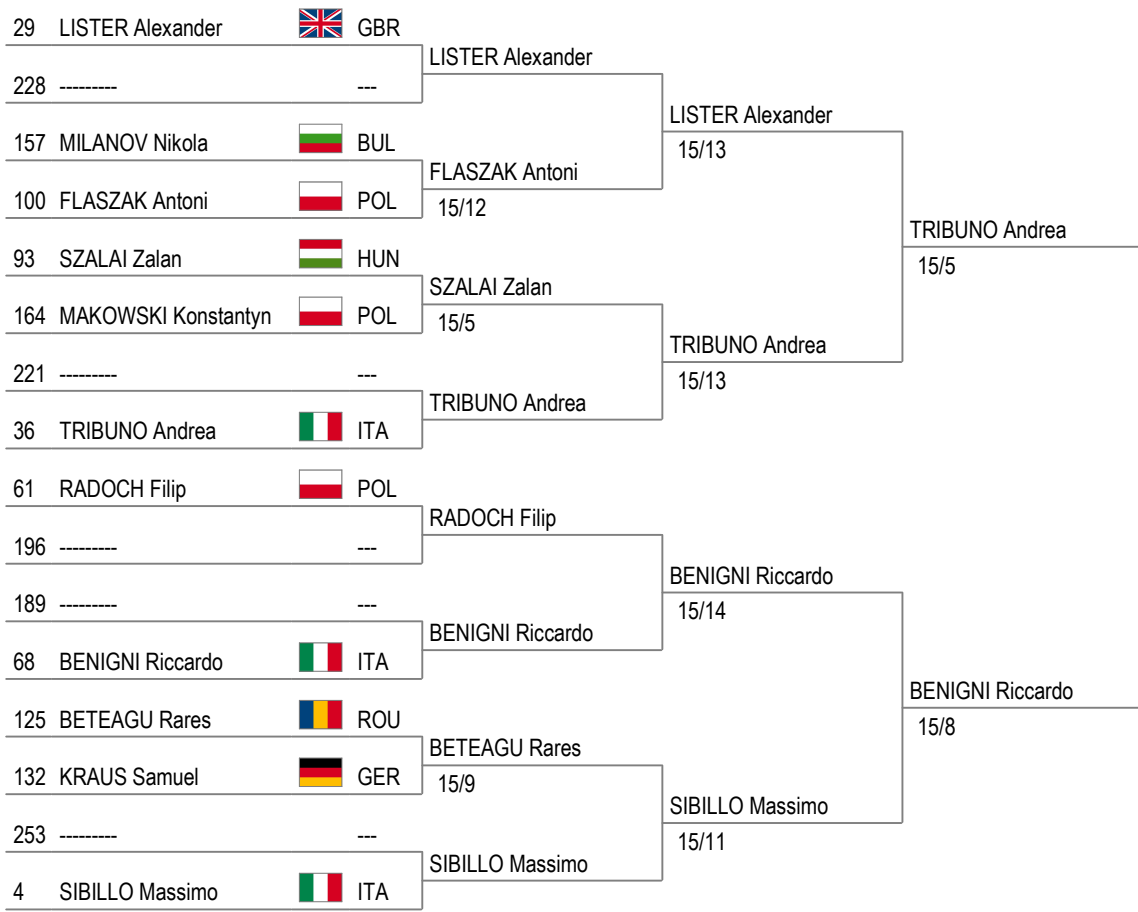 29 LISTER Alexander GBR
228 --------- ---
157 MILANOV Nikola BUL
100 FLASZAK Antoni POL
93 SZALAI Zalan HUN
164 MAKOWSKI Konstantyn POL
221 --------- ---
36 TRIBUNO Andrea ITA
61 RADOCH Filip POL
196 --------- ---
189 --------- ---
68 BENIGNI Riccardo ITA
125 BETEAGU Rares ROU
132 KRAUS Samuel GER
253 --------- ---
4 SIBILLO Massimo ITA
LISTER Alexander
FLASZAK Antoni
15/12
SZALAI Zalan
15/5
TRIBUNO Andrea
RADOCH Filip
BENIGNI Riccardo
BETEAGU Rares
15/9
SIBILLO Massimo
LISTER Alexander
15/13
TRIBUNO Andrea
15/13
BENIGNI Riccardo
15/14
SIBILLO Massimo
15/11
TRIBUNO Andrea
15/5
BENIGNI Riccardo
15/8